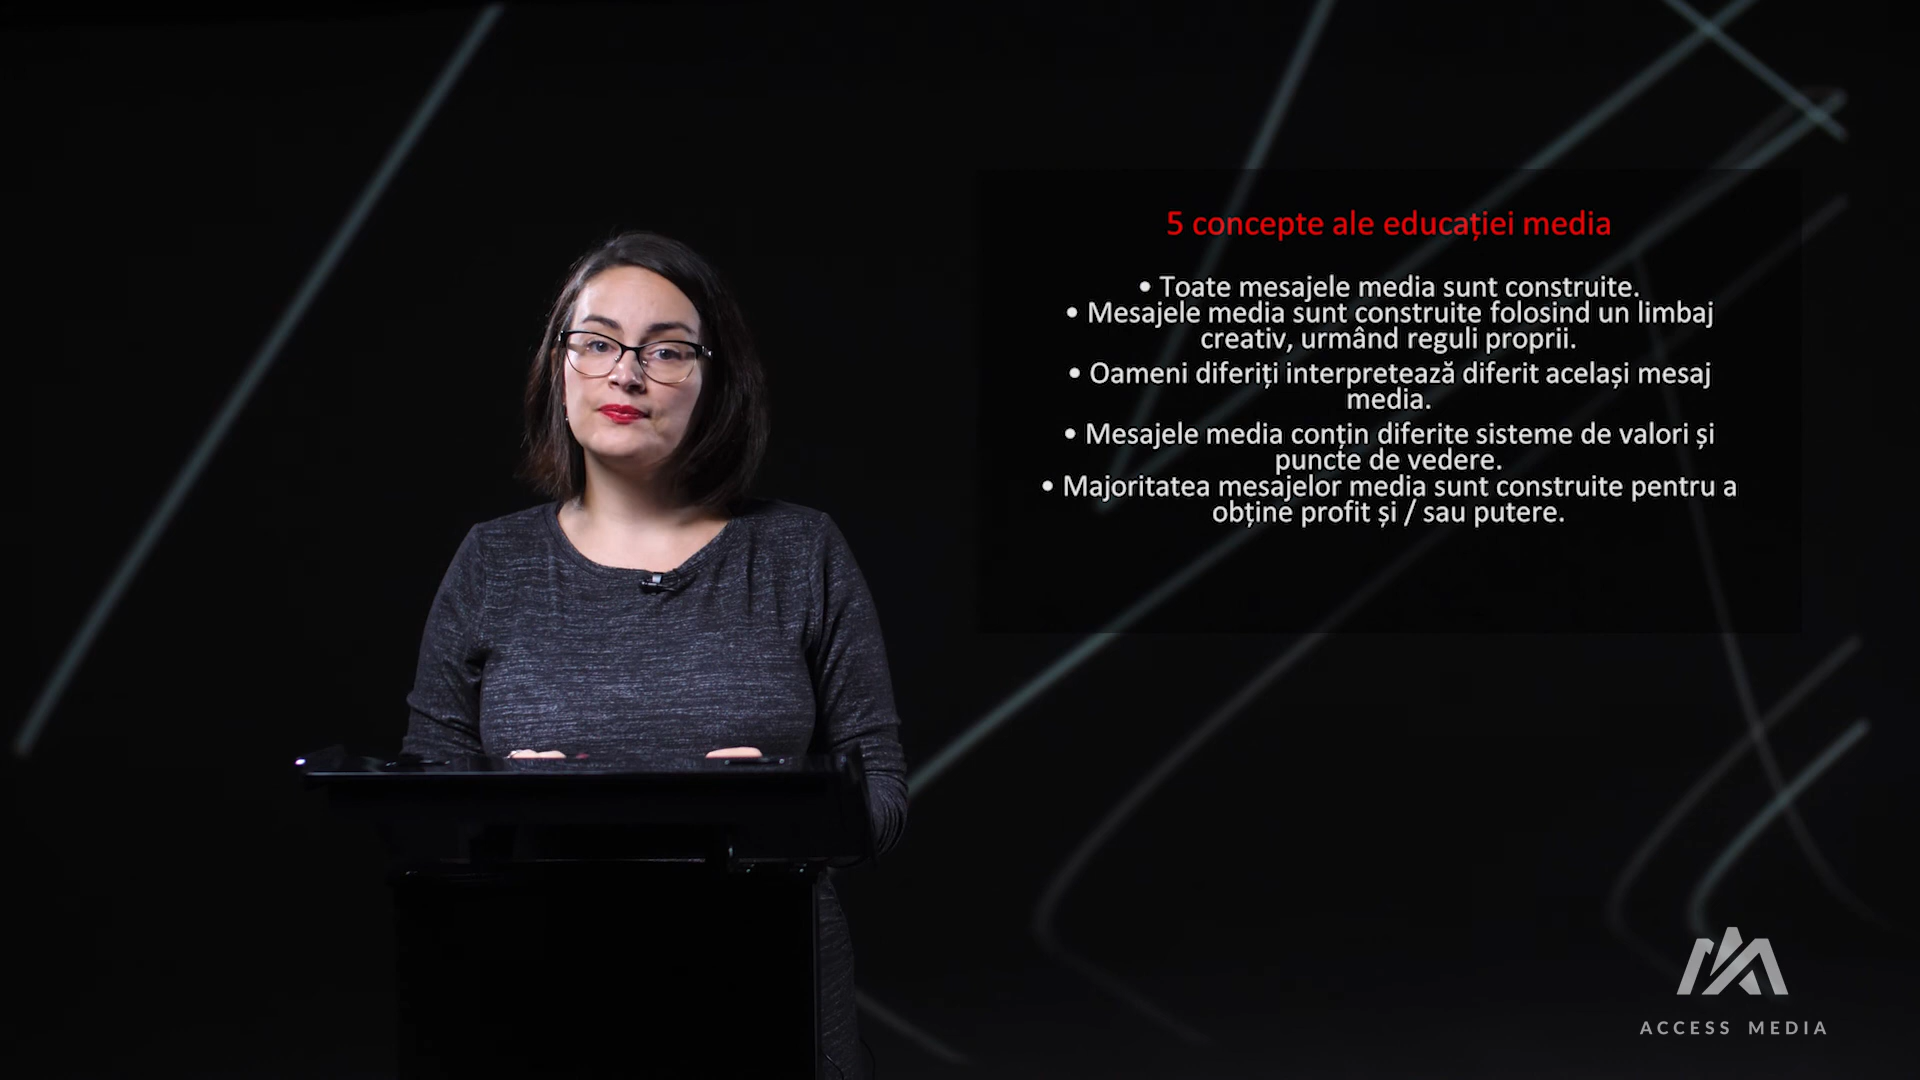 5 concepte ale educației media
• Toate mesajele media sunt construite.
• Mesajele media sunt construite folosind un limbaj
creativ, urmând reguli proprii.
• Oameni diferiți interpretează diferit același mesaj
media.
• Mesajele media conțin diferite sisteme de valori și
puncte de vedere.
• Majoritatea mesajelor media sunt construite pentru a
obține profit și / sau putere.
ACCESS MEDIA